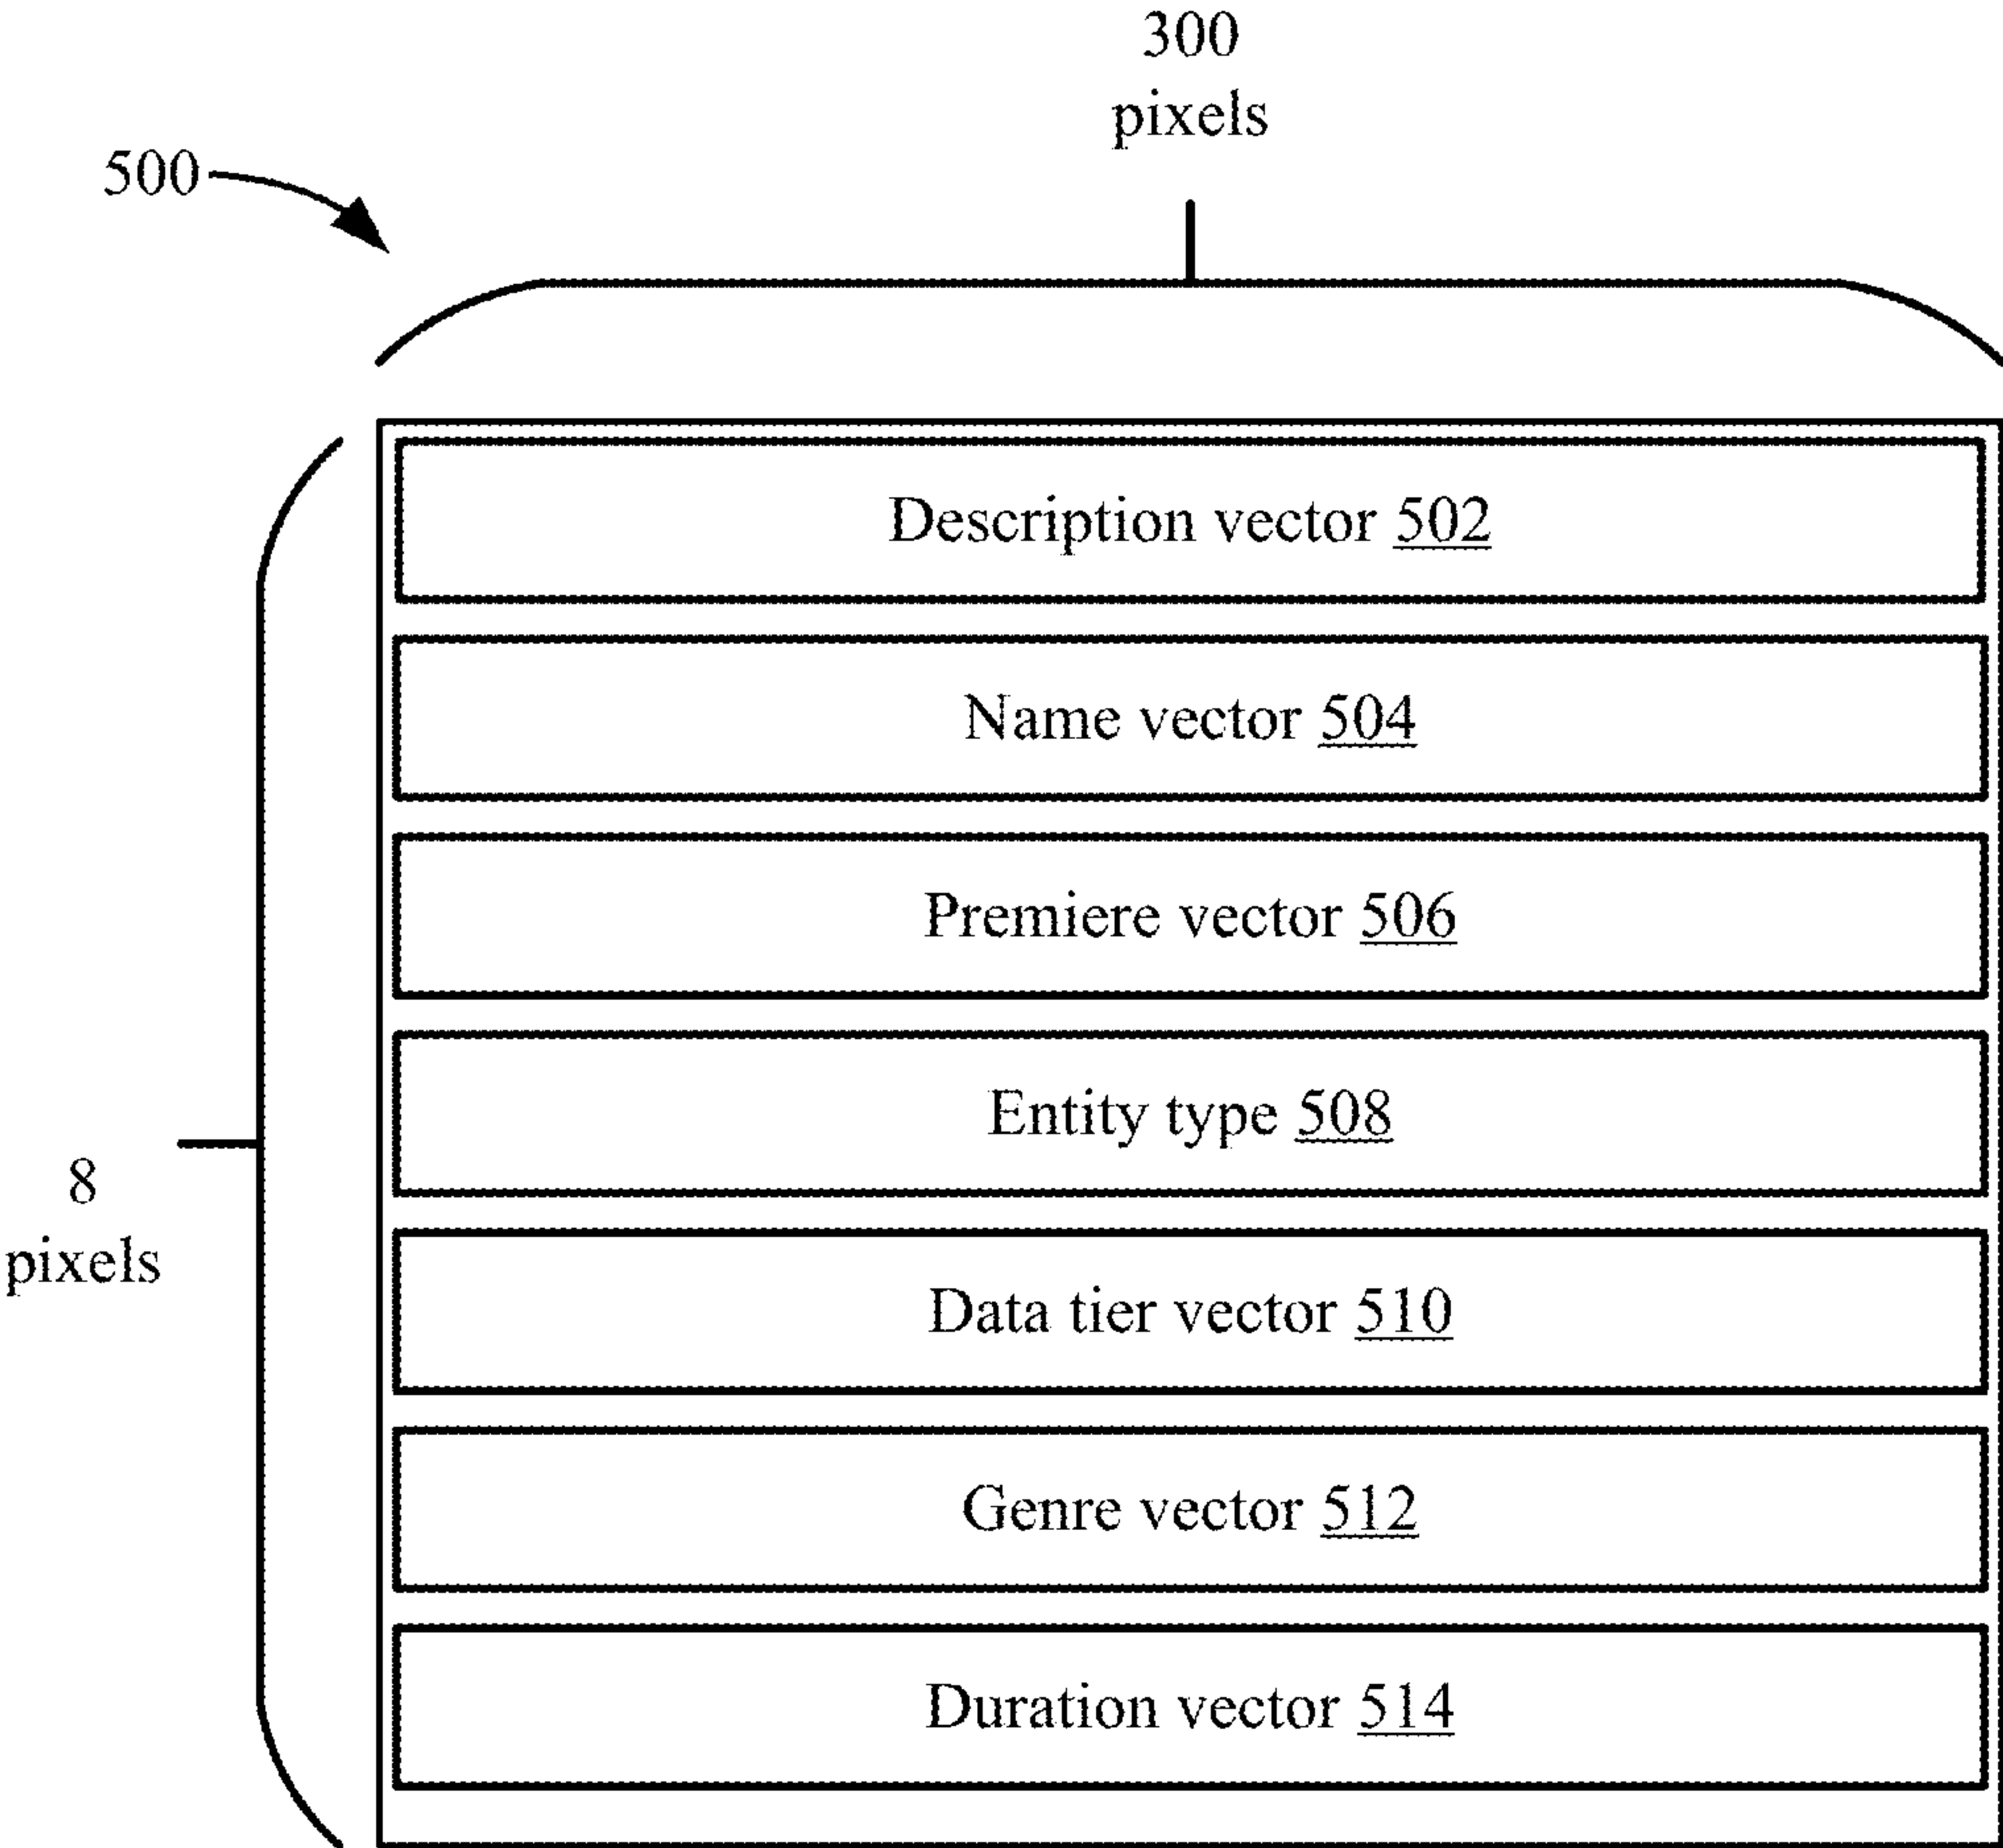 300
pixels
500
Description vector 502
Name vector 504
Premiere vector 506
Entity type 508
8
pixels
Data tier vector 510
Genre vector 512
Duration vector 514